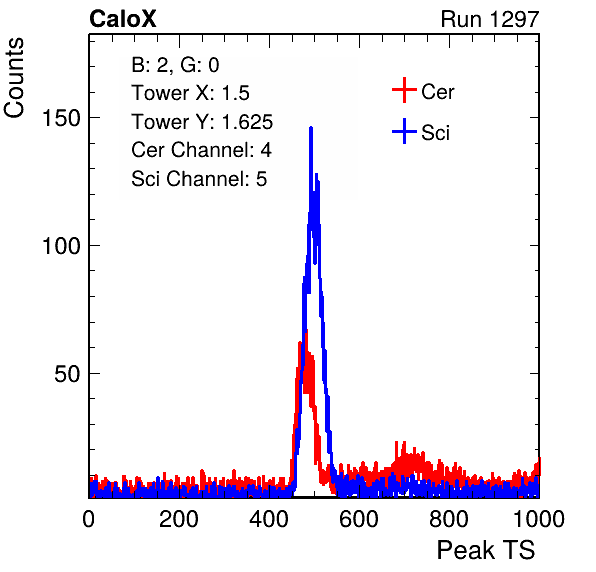 CaloX Run 1297
Counts
B: 2, G: 0
Tower X: 1.5
Tower Y: 1.625
Cer Channel: 4
Sci Channel: 5
Cer
Sci
150
100
50
0 200 400 600 800 1000
Peak TS